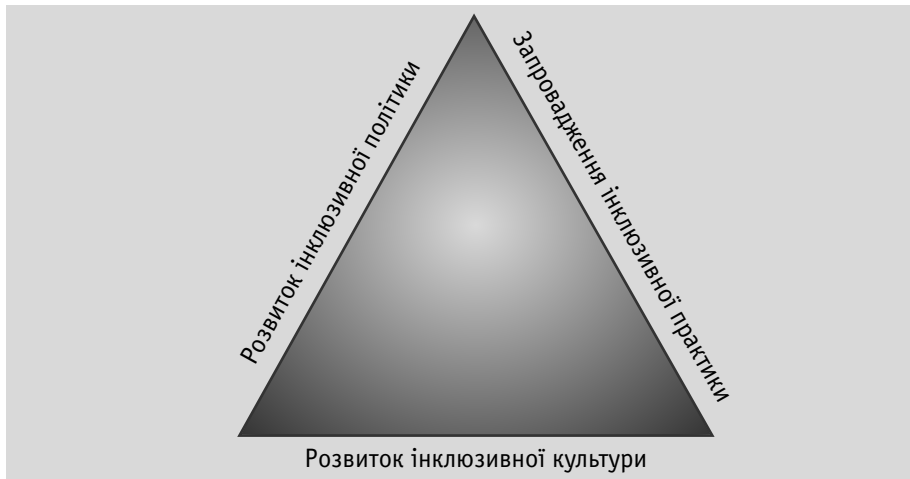 Розвиток інклюзивної політики
Запровадження інклюзивної практики
Розвиток інклюзивної культури